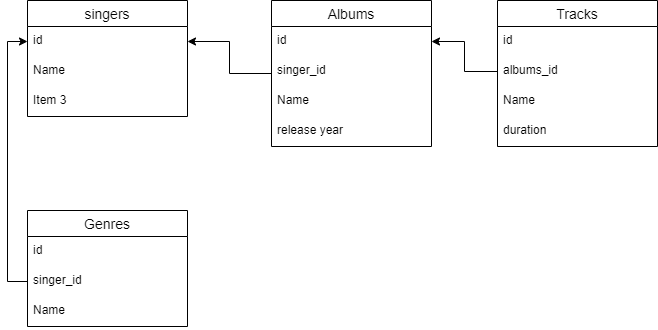 singers
id
Name
Item 3
Albums
id
singer_id
Name
release year
Tracks
id
albums_id
Name
duration
Genres
id
singer_id
Name